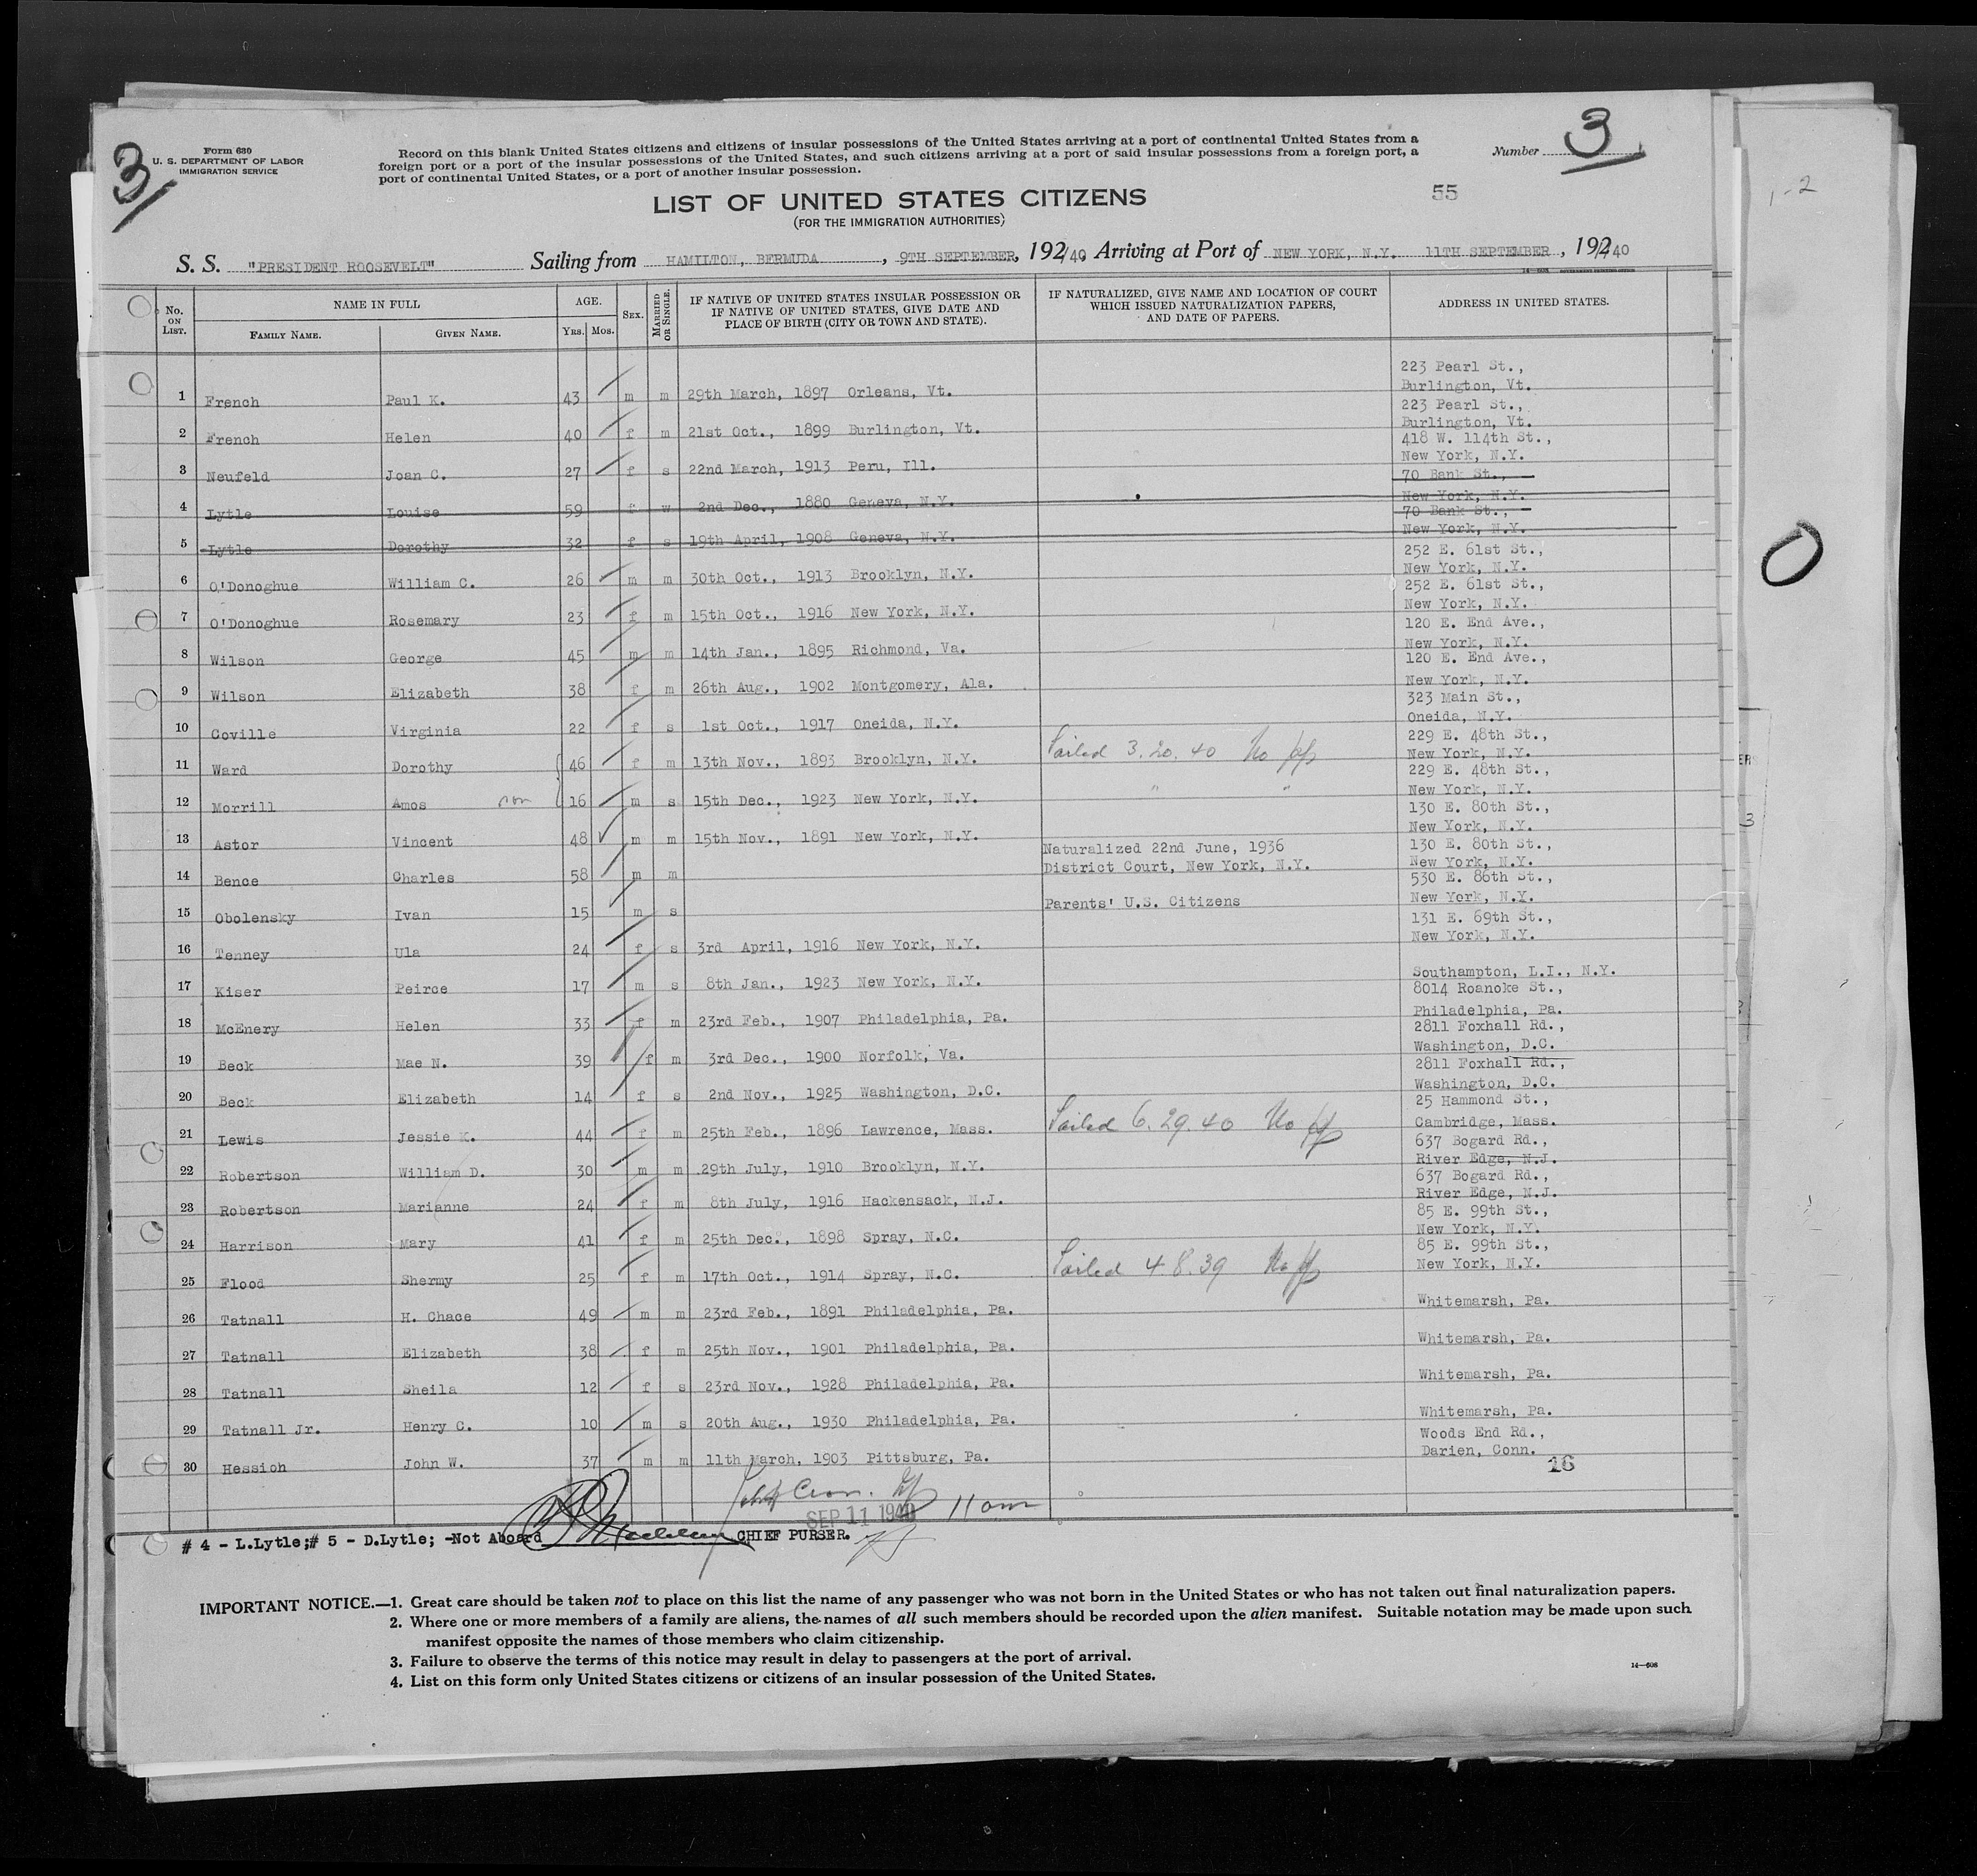 3
Form 630
U. S. DEPARTMENT OF LABOR
IMMIGRATION SERVICE
Record on this blank United States citizens and citizens of insular possessions of the United States arriving at a port of continental United States from a
foreign port or a port of the insular possessions of the United States, and such citizens arriving at a port of said insular possessions from a foreign port, a
port of continental United States, or a port of another insular possession.
Number 3
1-2
LIST OF UNITED STATES CITIZENS
55
(FOR THE IMMIGRATION AUTHORITIES)
S. S. "PRESIDENT ROOSEVELT" Sailing from HAMILTON, BERMUDA, 9TH SEPTEMBER, 192/40, Arriving at Port of NEW YORK, N.Y. 11TH SEPTEMBER, 192/40
No. ON LIST. NAME IN FULL FAMILY NAME. GIVEN NAME. AGE. YRS. MOS. SEX. MARRIED OR SINGLE. IF NATIVE OF UNITED STATES INSULAR POSSESSION OR IF NATIVE OF UNITED STATES, GIVE DATE AND PLACE OF BIRTH (CITY OR TOWN AND STATE). IF NATURALIZED, GIVE NAME AND LOCATION OF COURT WHICH ISSUED NATURALIZATION PAPERS, AND DATE OF PAPERS. ADDRESS IN UNITED STATES.
1 French Paul K. 43 m m 29th March, 1897 Orleans, Vt. 223 Pearl St., Burlington, Vt.
2 French Helen 40 f m 21st Oct., 1899 Burlington, Vt. 223 Pearl St., Burlington, Vt.
3 Neufeld Joan C. 27 f s 22nd March, 1913 Peru, Ill. 418 W. 114th St., New York, N.Y.
4 Lytle Louise 59 f w 2nd Dec., 1880 Geneva, N.Y. 70 Bank St., New York, N.Y.
5 Lytle Dorothy 32 f s 19th April, 1908 Geneva, N.Y. 70 Bank St., New York, N.Y.
6 O'Donoghue William C. 26 m m 30th Oct., 1913 Brooklyn, N.Y. 252 E. 61st St., New York, N.Y.
7 O'Donoghue Rosemary 23 f m 15th Oct., 1916 New York, N.Y. 252 E. 61st St., New York, N.Y.
8 Wilson George 45 m m 14th Jan., 1895 Richmond, Va. 120 E. End Ave., New York, N.Y.
9 Wilson Elizabeth 38 f m 26th Aug., 1902 Montgomery, Ala. 120 E. End Ave., New York, N.Y.
10 Coville Virginia 22 f s 1st Oct., 1917 Oneida, N.Y. 323 Main St., Oneida, N.Y.
11 Ward Dorothy 46 f m 13th Nov., 1893 Brooklyn, N.Y. Sailed 3.20.40 No 229 E. 48th St., New York, N.Y.
12 Morrill Amos son 16 m s 15th Dec., 1923 New York, N.Y. " " 229 E. 48th St., New York, N.Y.
13 Astor Vincent 48 m m 15th Nov., 1891 New York, N.Y. 130 E. 80th St., New York, N.Y.
14 Bence Charles 58 m m Naturalized 22nd June, 1936 District Court, New York, N.Y. 130 E. 80th St., New York, N.Y.
15 Obolensky Ivan 15 m s Parents' U.S. Citizens 530 E. 86th St., New York, N.Y.
16 Tenney Ula 24 f s 3rd April, 1916 New York, N.Y. 131 E. 69th St., New York, N.Y.
17 Kiser Peirce 17 m s 8th Jan., 1923 New York, N.Y. Southampton, L.I., N.Y.
18 McEnery Helen 33 f m 23rd Feb., 1907 Philadelphia, Pa. 8014 Roanoke St., Philadelphia, Pa.
19 Beck Mae N. 39 f m 3rd Dec., 1900 Norfolk, Va. 2811 Foxhall Rd., Washington, D.C.
20 Beck Elizabeth 14 f s 2nd Nov., 1925 Washington, D.C. 2811 Foxhall Rd., Washington, D.C.
21 Lewis Jessie K. 44 f m 25th Feb., 1896 Lawrence, Mass. Sailed 6.29.40 No 25 Hammond St., Cambridge, Mass.
22 Robertson William D. 30 m m 29th July, 1910 Brooklyn, N.Y. 637 Bogard Rd., River Edge, N.J.
23 Robertson Marianne 24 f m 8th July, 1916 Hackensack, N.J. 637 Bogard Rd., River Edge, N.J.
24 Harrison Mary 41 f m 25th Dec., 1898 Spray, N.C. 85 E. 99th St., New York, N.Y.
25 Flood Shermy 25 f m 17th Oct., 1914 Spray, N.C. Sailed 4.8.39 No 85 E. 99th St., New York, N.Y.
26 Tatnall H. Chace 49 m m 23rd Feb., 1891 Philadelphia, Pa. Whitemarsh, Pa.
27 Tatnall Elizabeth 38 f m 25th Nov., 1901 Philadelphia, Pa. Whitemarsh, Pa.
28 Tatnall Sheila 12 f s 23rd Nov., 1928 Philadelphia, Pa. Whitemarsh, Pa.
29 Tatnall Jr. Henry C. 10 m s 20th Aug., 1930 Philadelphia, Pa. Whitemarsh, Pa.
30 Hessioh John W. 37 m m 11th March, 1903 Pittsburg, Pa. Woods End Rd., Darien, Conn.
16
SEP 11 1940 11 am
# 4 - L.Lytle;# 5 - D.Lytle; -Not Aboard CHIEF PURSER.
IMPORTANT NOTICE.—1. Great care should be taken not to place on this list the name of any passenger who was not born in the United States or who has not taken out final naturalization papers.
2. Where one or more members of a family are aliens, the names of all such members should be recorded upon the alien manifest. Suitable notation may be made upon such
manifest opposite the names of those members who claim citizenship.
3. Failure to observe the terms of this notice may result in delay to passengers at the port of arrival.
4. List on this form only United States citizens or citizens of an insular possession of the United States.
14—608